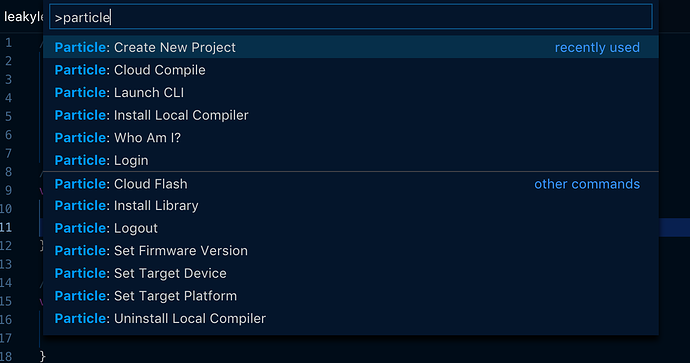 leakyle
>particle
Particle: Create New Project recently used
Particle: Cloud Compile
Particle: Launch CLI
Particle: Install Local Compiler
Particle: Who Am I?
Particle: Login
Particle: Cloud Flash other commands
Particle: Install Library
Particle: Logout
Particle: Set Firmware Version
Particle: Set Target Device
Particle: Set Target Platform
Particle: Uninstall Local Compiler
1 /
2
3
4
5
6
7
8 /
9 v
10
11
12 }
13
14 /
15 v
16
17
18 }